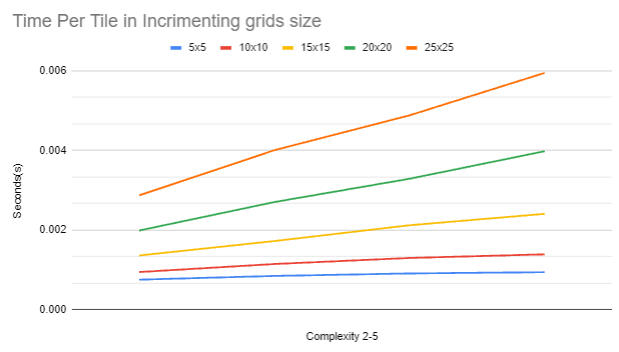 Time Per Tile in Incrimenting grids size
5x5 10x10 15x15 20x20 25x25
0.006
0.004
0.002
0.000
Seconds(s)
Complexity 2-5